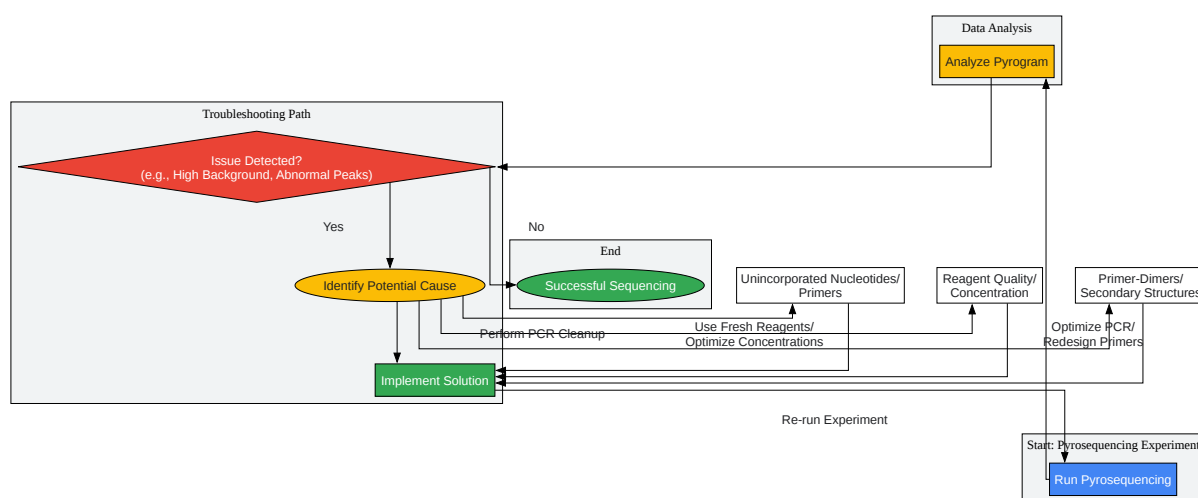 Data Analysis
Analyze Pyrogram
Troubleshooting Path
Issue Detected?
(e.g., High Background, Abnormal Peaks)
Yes
No
End
Identify Potential Cause
Successful Sequencing
Unincorporated Nucleotides/
Primers
Reagent Quality/
Concentration
Primer-Dimers/
Secondary Structures
Perform PCR Cleanup
Use Fresh Reagents/
Optimize Concentrations
Optimize PCR/
Redesign Primers
Implement Solution
Re-run Experiment
Start: Pyrosequencing Experiment
Run Pyrosequencing